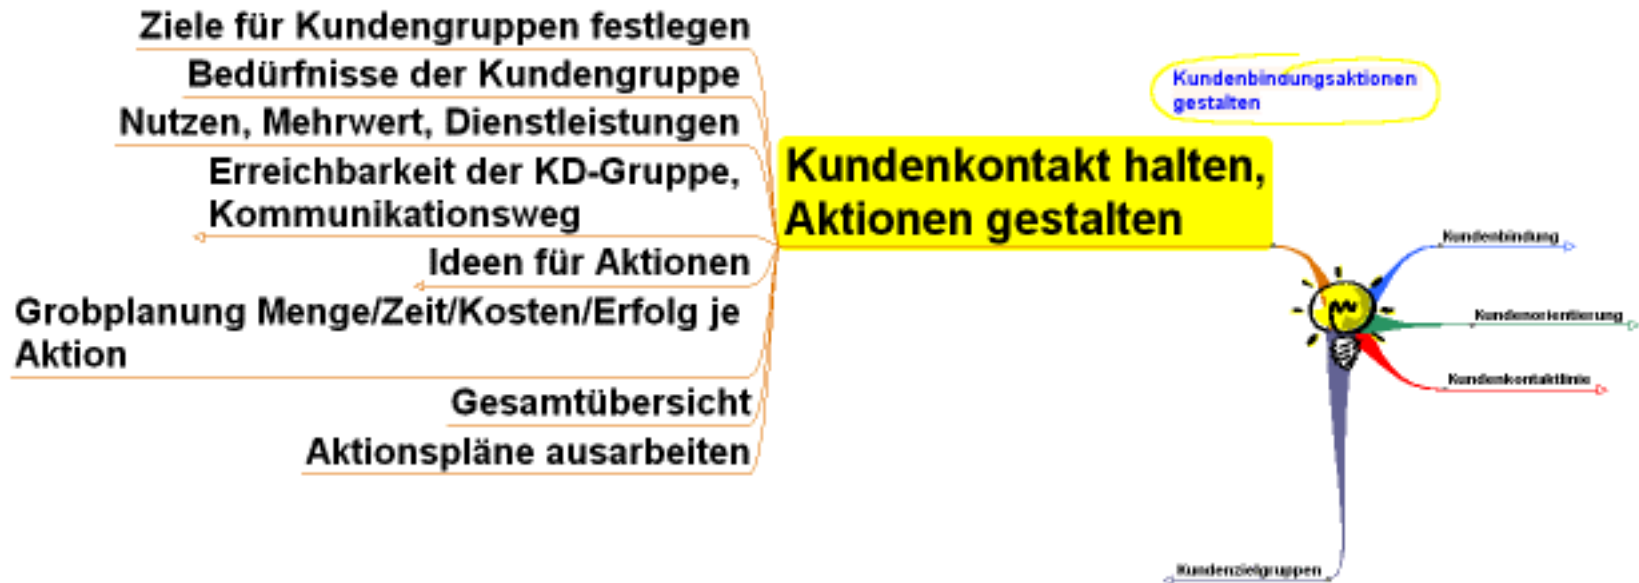 Ziele für Kundengruppen festlegen
Bedürfnisse der Kundengruppe
Nutzen, Mehrwert, Dienstleistungen
Erreichbarkeit der KD-Gruppe,
Kommunikationsweg
Ideen für Aktionen
Grobplanung Menge/Zeit/Kosten/Erfolg je
Aktion
Gesamtübersicht
Aktionspläne ausarbeiten
Kundenkontakt halten,
Aktionen gestalten
Kundenbindungsaktionen
gestalten
Kundenbindung
Kundenorientierung
Kundenkontaktlinie
Kundenzielgruppen